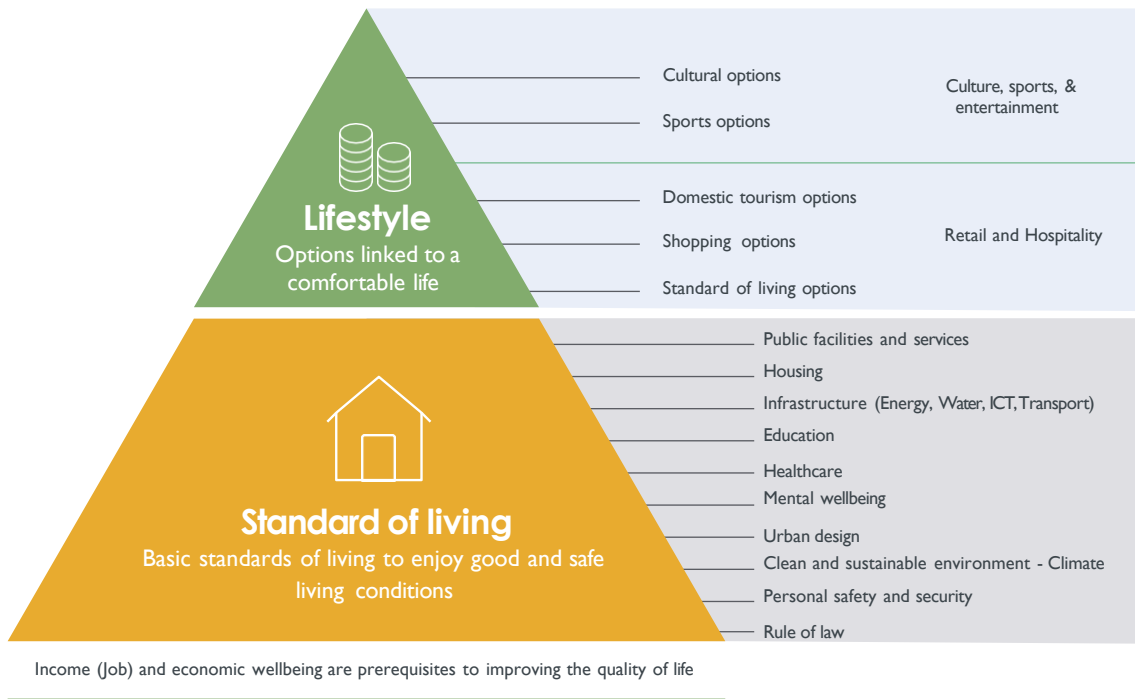 Cultural options
Culture, sports, &
entertainment
Sports options
Lifestyle
Options linked to a
comfortable life
Domestic tourism options
Shopping options
Retail and Hospitality
Standard of living options
Standard of living
Basic standards of living to enjoy good and safe
living conditions
Public facilities and services
Housing
Infrastructure (Energy, Water, ICT, Transport)
Education
Healthcare
Mental wellbeing
Urban design
Clean and sustainable environment - Climate
Personal safety and security
Rule of law
Income (Job) and economic wellbeing are prerequisites to improving the quality of life